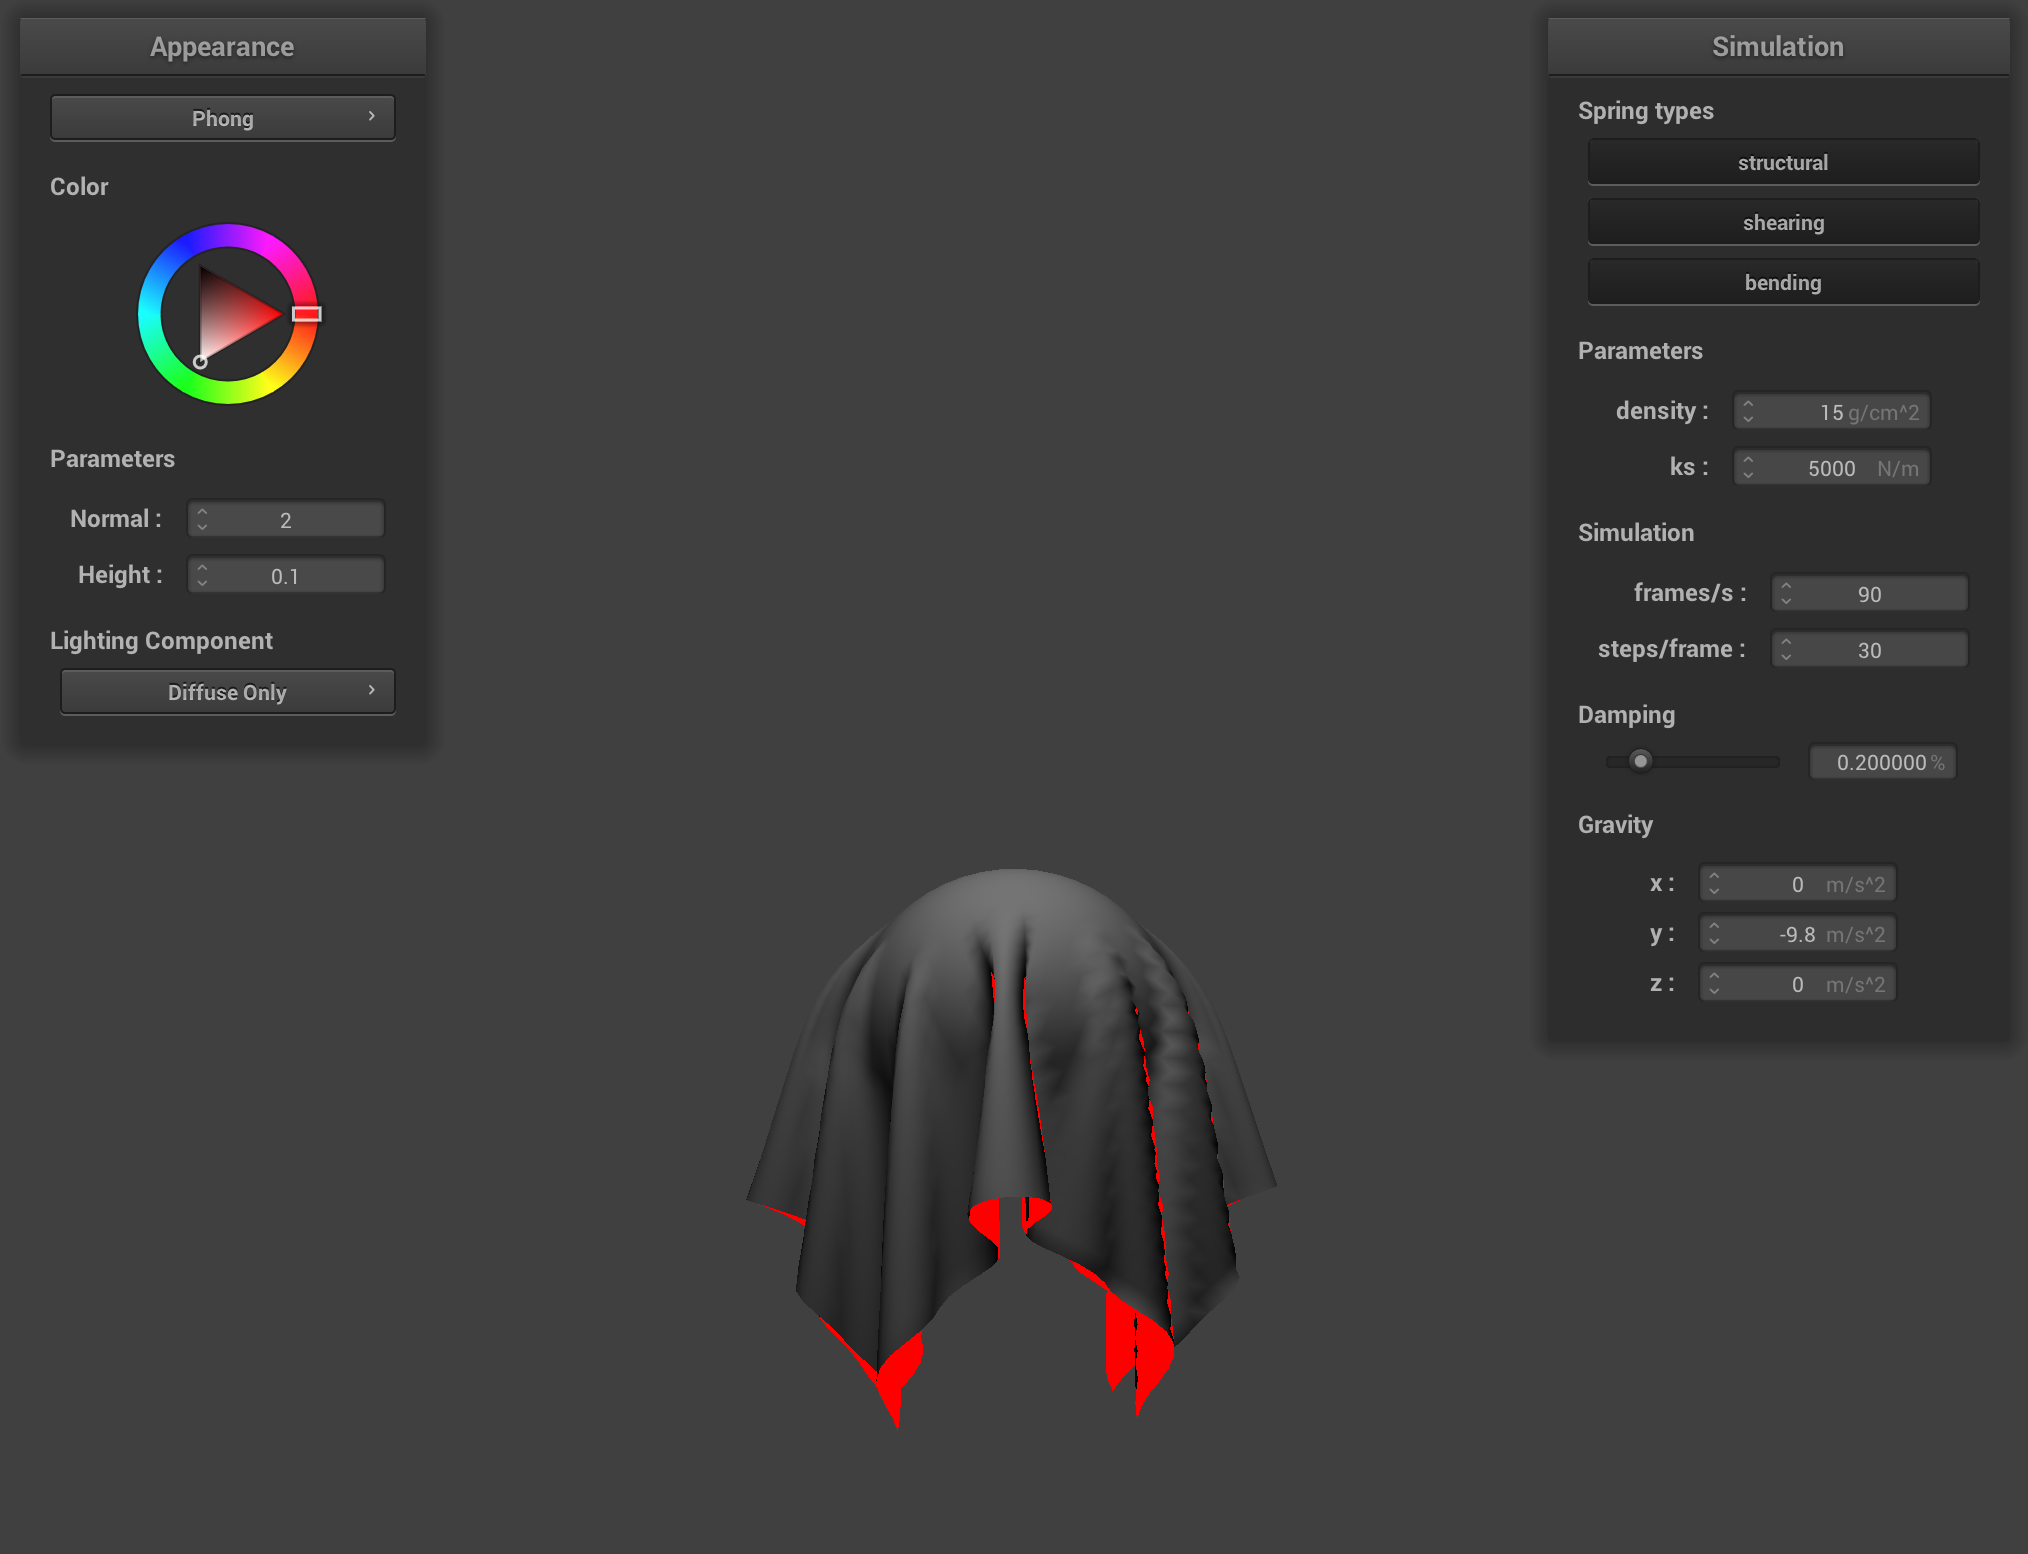 Appearance
Phong
Color
Parameters
Normal : 2
Height : 0.1
Lighting Component
Diffuse Only
Simulation
Spring types
structural
shearing
bending
Parameters
density : 15 g/cm^2
ks : 5000 N/m
Simulation
frames/s : 90
steps/frame : 30
Damping
0.200000 %
Gravity
x : 0 m/s^2
y : -9.8 m/s^2
z : 0 m/s^2